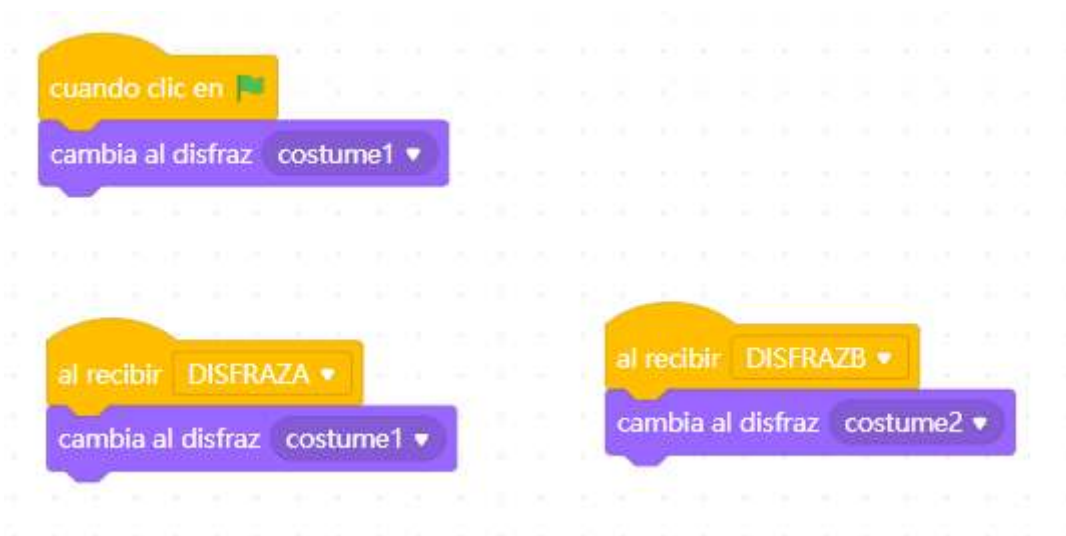 cuando clic en
cambia al disfraz costume1
al recibir DISFRAZA
cambia al disfraz costume1
al recibir DISFRAZB
cambia al disfraz costume2